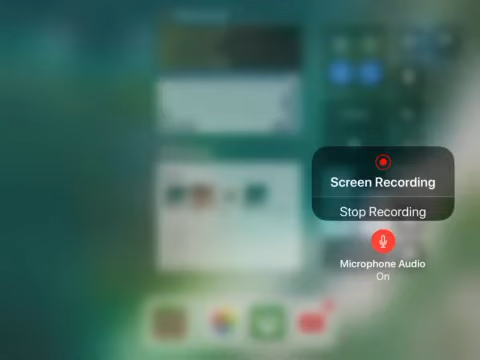 Screen Recording
Stop Recording
Microphone Audio
On